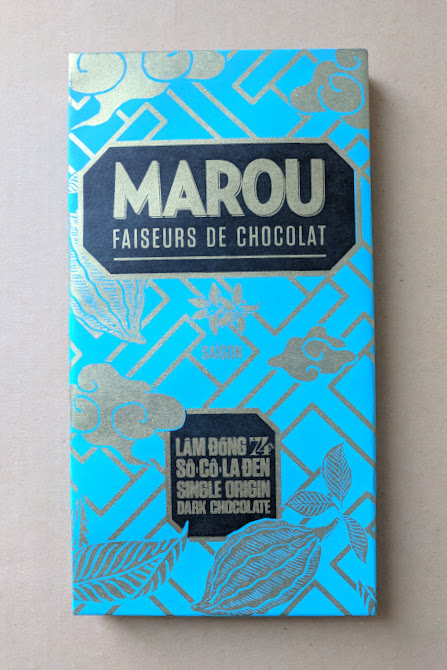 MAROU
FAISEURS DE CHOCOLAT
SAIGON
LÂM ĐỒNG 74%
SÔ-CÔ-LA ĐEN
SINGLE ORIGIN
DARK CHOCOLATE